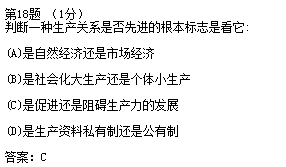 第18题 （1分）
判断一种生产关系是否先进的根本标志是看它:
(A)是自然经济还是市场经济
(B)是社会化大生产还是个体小生产
(C)是促进还是阻碍生产力的发展
(D)是生产资料私有制还是公有制
答案: C